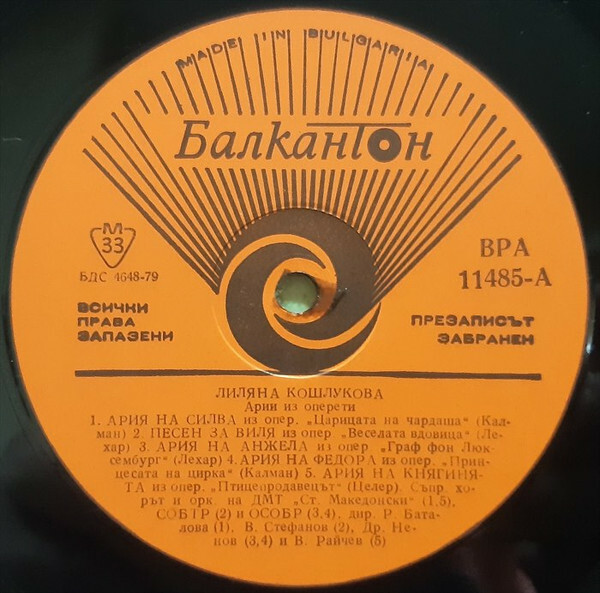 MADE IN BULGARIA
Балкантон
М
33
БДС 4648-79
ВРА
11485-А
ВСИЧКИ
ПРАВА
ЗАПАЗЕНИ
ПРЕЗАПИСЪТ
ЗАБРАНЕН
ЛИЛЯНА КОШЛУКОВА
Арии из оперети
1. АРИЯ НА СИЛВА из опер. „Царицата на чардаша" (Кал-
ман) 2. ПЕСЕН ЗА ВИЛЯ из опер „Веселата вдовица" (Ле-
хар) 3. АРИЯ НА АНЖЕЛА из опер. „Граф фон Люк-
сембург" (Лехар) 4. АРИЯ НА ФЕДОРА из опер. „Прин-
цесата на цирка" (Калман) 5. АРИЯ НА КНЯГИНЯ-
ТА из опер. „Птицепродавецът" (Целер). Съпр. хо-
рът и орк. на ДМТ „Ст. Македонски" (1,5),
СОБТР (2) и ОСОБР (3,4), дир. Р. Бата-
лова (1), В. Стефанов (2), Др. Не-
нов (3,4) и В. Райчев (5)